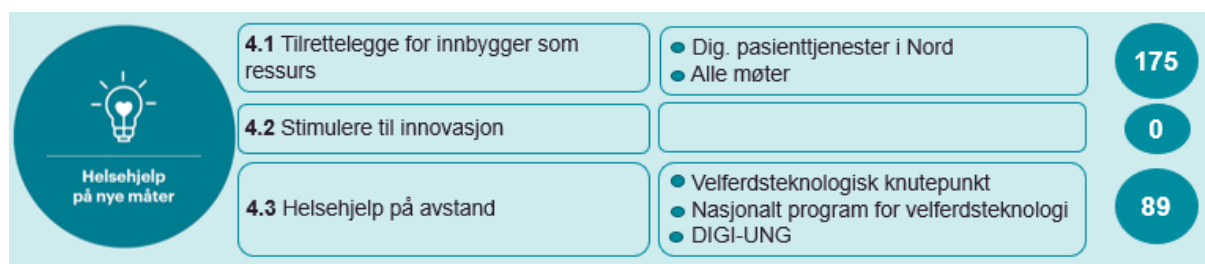 Helsehjelp
på nye måter
4.1 Tilrettelegge for innbygger som
ressurs
Dig. pasienttjenester i Nord
Alle møter
175
4.2 Stimulere til innovasjon
0
4.3 Helsehjelp på avstand
Velferdsteknologisk knutepunkt
Nasjonalt program for velferdsteknologi
DIGI-UNG
89